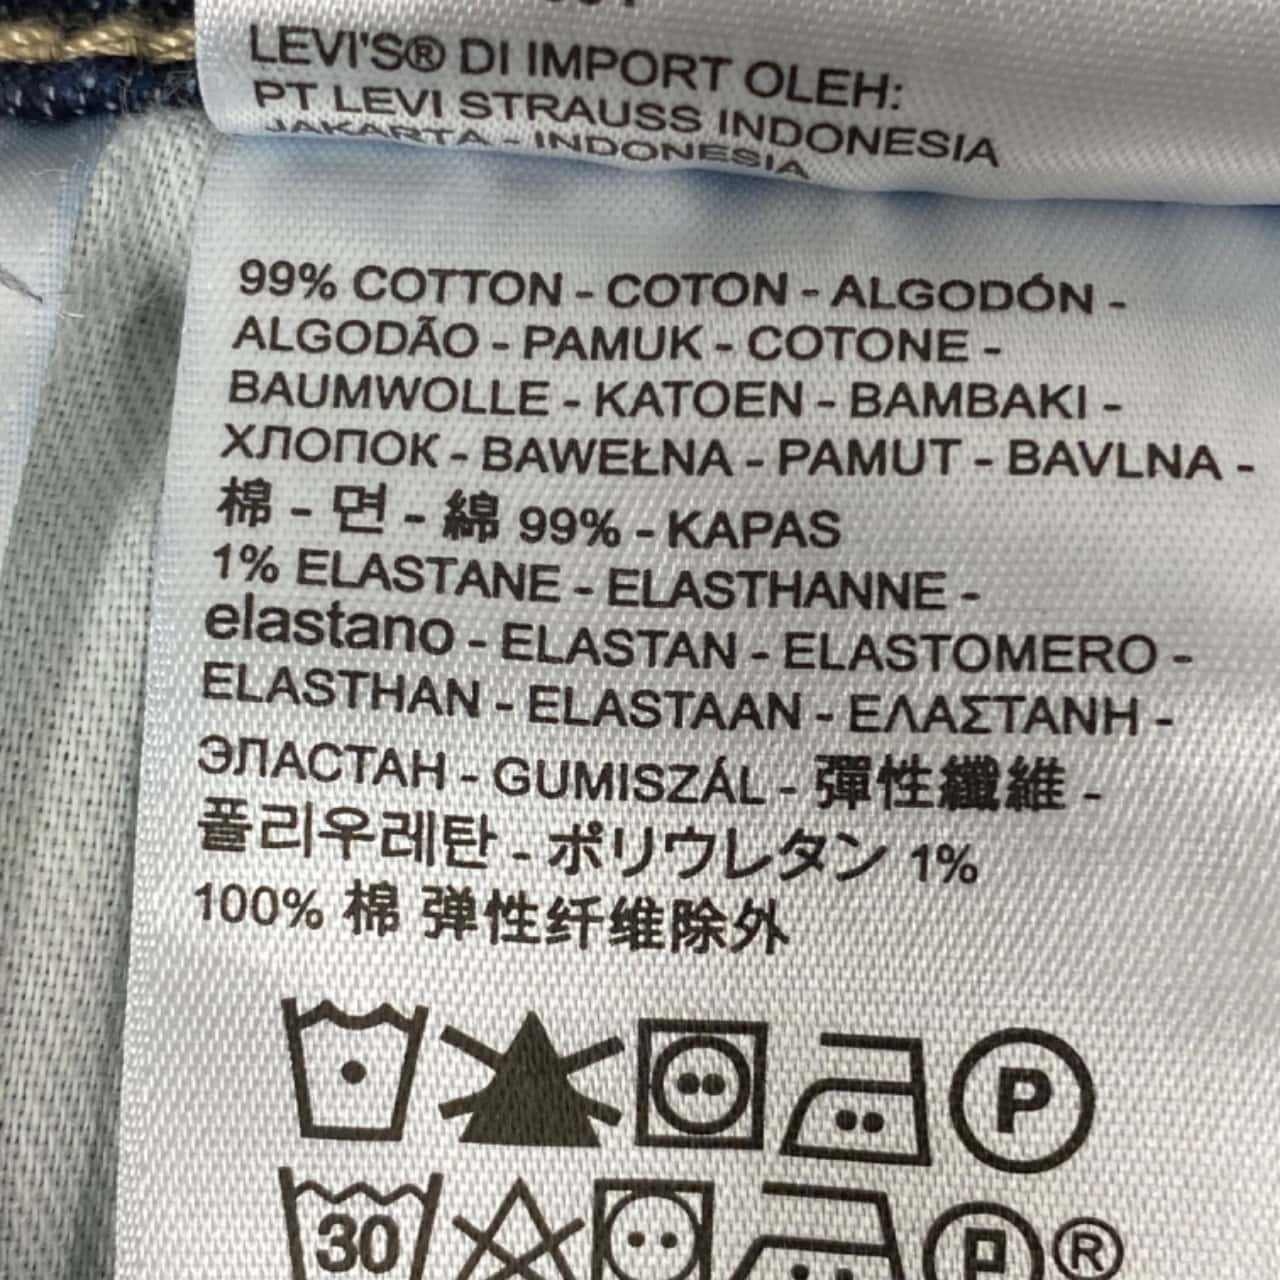 LEVI'S® DI IMPORT OLEH:
PT LEVI STRAUSS INDONESIA
JAKARTA - INDONESIA
99% COTTON - COTON - ALGODÓN -
ALGODÃO - PAMUK - COTONE -
BAUMWOLLE - KATOEN - BAMBAKI -
ХЛОПОК - BAWEŁNA - PAMUT - BAVLNA -
棉 - 면 - 綿 99% - KAPAS
1% ELASTANE - ELASTHANNE -
elastano - ELASTAN - ELASTOMERO -
ELASTHAN - ELASTAAN - ΕΛΑΣΤΑΝΗ -
ЭЛАСТАН - GUMISZÁL - 彈性纖維 -
폴리우레탄 - ポリウレタン 1%
100% 棉 弹性纤维除外
P
30 P ®